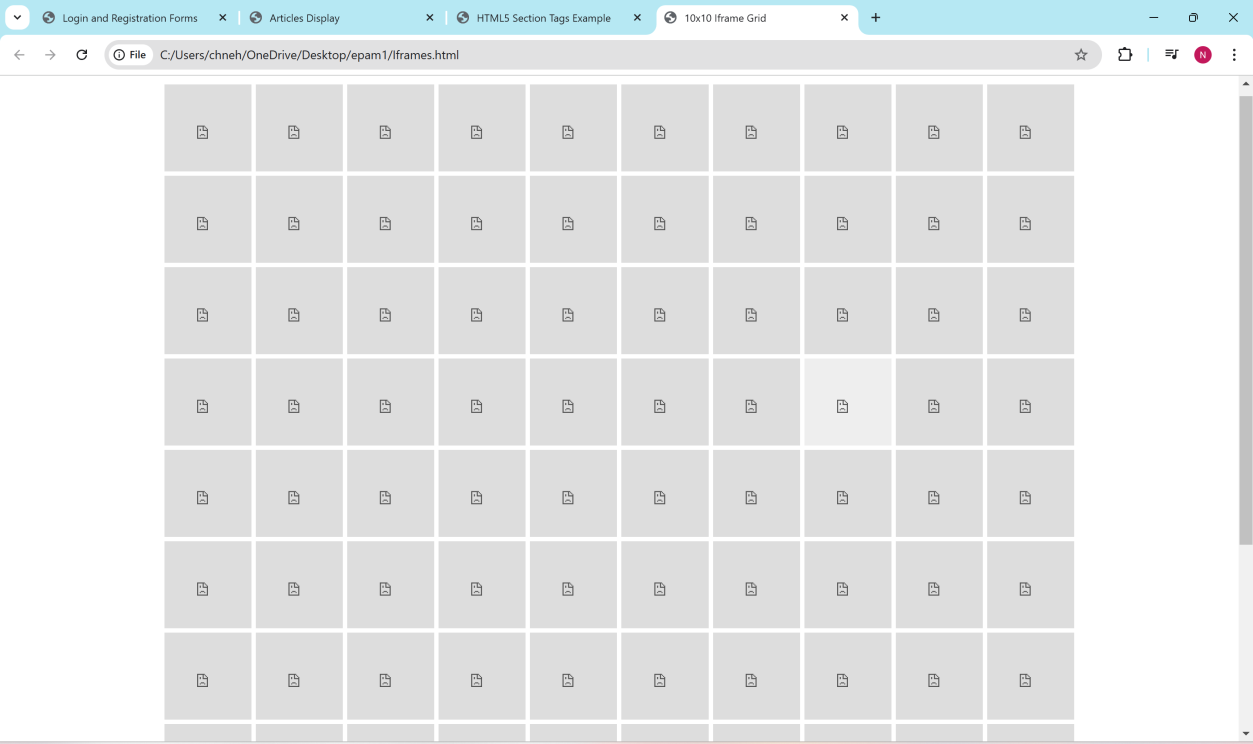 Login and Registration Forms
Articles Display
HTML5 Section Tags Example
10x10 Iframe Grid
File
C:/Users/chneh/OneDrive/Desktop/epam1/Iframes.html
N